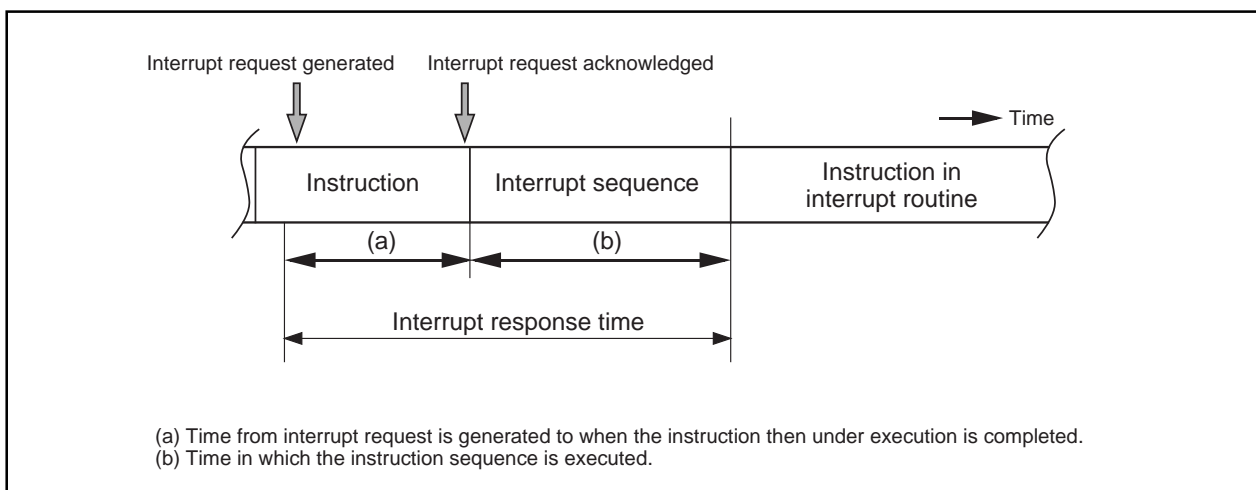 Interrupt request generated
Interrupt request acknowledged
Time
Instruction
Interrupt sequence
Instruction in
interrupt routine
(a)
(b)
Interrupt response time
(a) Time from interrupt request is generated to when the instruction then under execution is completed.
(b) Time in which the instruction sequence is executed.